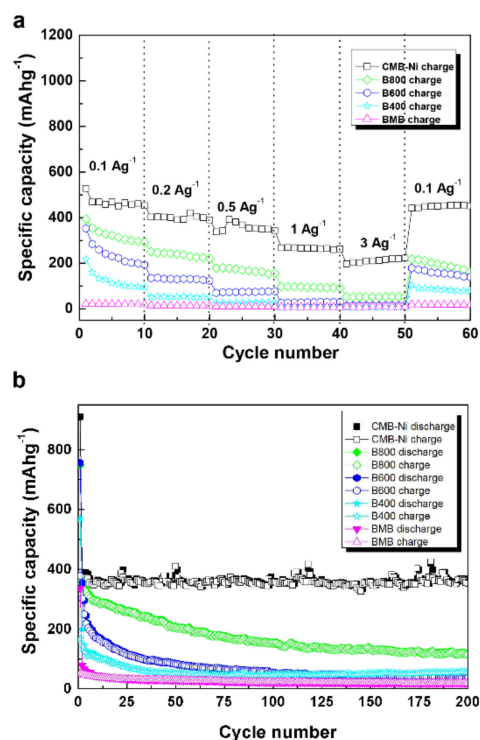 a
1200
1000
800
600
400
200
0
Specific capacity (mAhg⁻¹)
CMB-Ni charge
B800 charge
B600 charge
B400 charge
BMB charge
0.1 Ag⁻¹
0.2 Ag⁻¹
0.5 Ag⁻¹
1 Ag⁻¹
3 Ag⁻¹
0.1 Ag⁻¹
0 10 20 30 40 50 60
Cycle number
b
800
600
400
200
0
Specific capacity (mAhg⁻¹)
CMB-Ni discharge
CMB-Ni charge
B800 discharge
B800 charge
B600 discharge
B600 charge
B400 discharge
B400 charge
BMB discharge
BMB charge
0 25 50 75 100 125 150 175 200
Cycle number